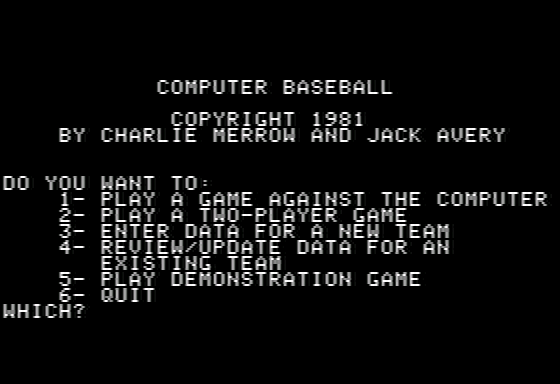 COMPUTER BASEBALL
COPYRIGHT 1981
BY CHARLIE MERROW AND JACK AVERY
DO YOU WANT TO:
1- PLAY A GAME AGAINST THE COMPUTER
2- PLAY A TWO-PLAYER GAME
3- ENTER DATA FOR A NEW TEAM
4- REVIEW/UPDATE DATA FOR AN
EXISTING TEAM
5- PLAY DEMONSTRATION GAME
6- QUIT
WHICH?